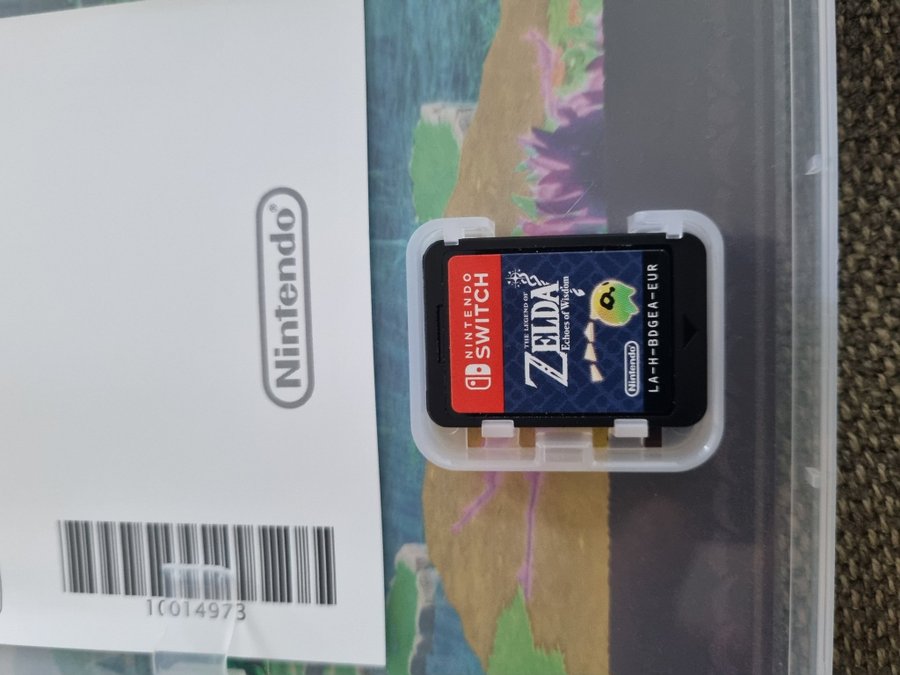 Nintendo®
10014973
NINTENDO
SWITCH
THE LEGEND OF
ZELDA
Echoes of Wisdom
Nintendo
LA-H-BDGEA-EUR